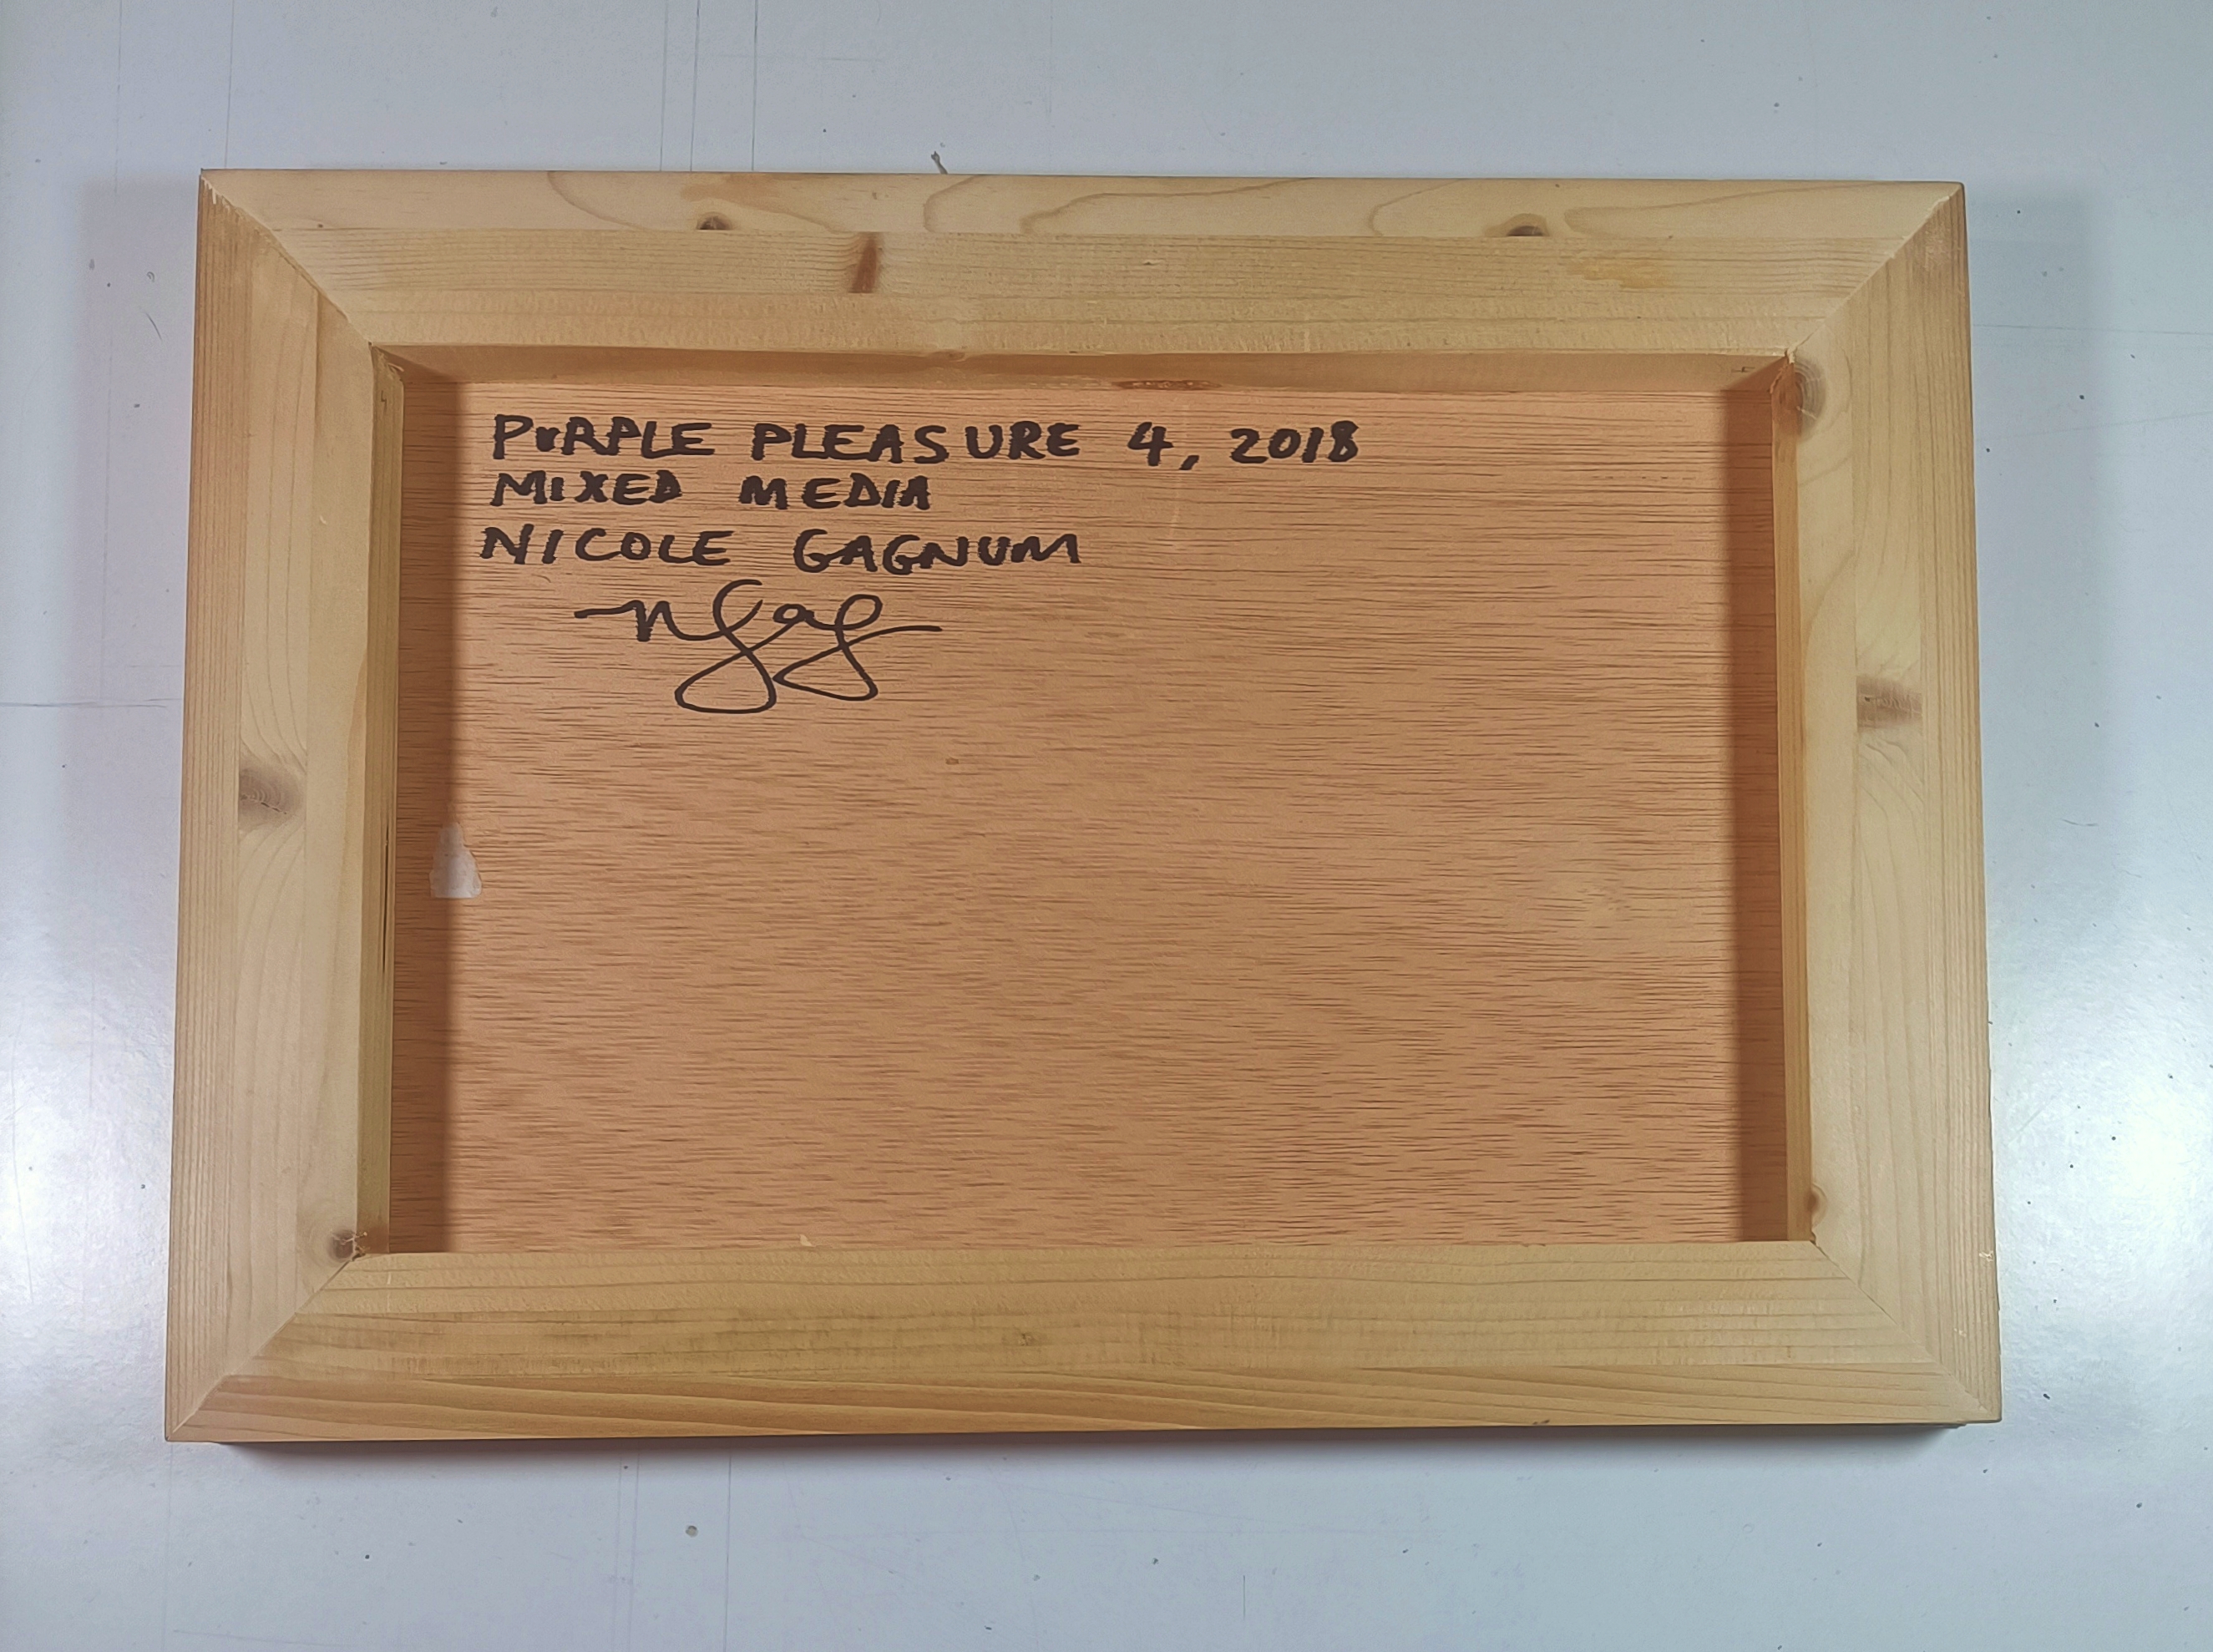 PURPLE PLEASURE 4, 2018
MIXED MEDIA
NICOLE GAGNUM